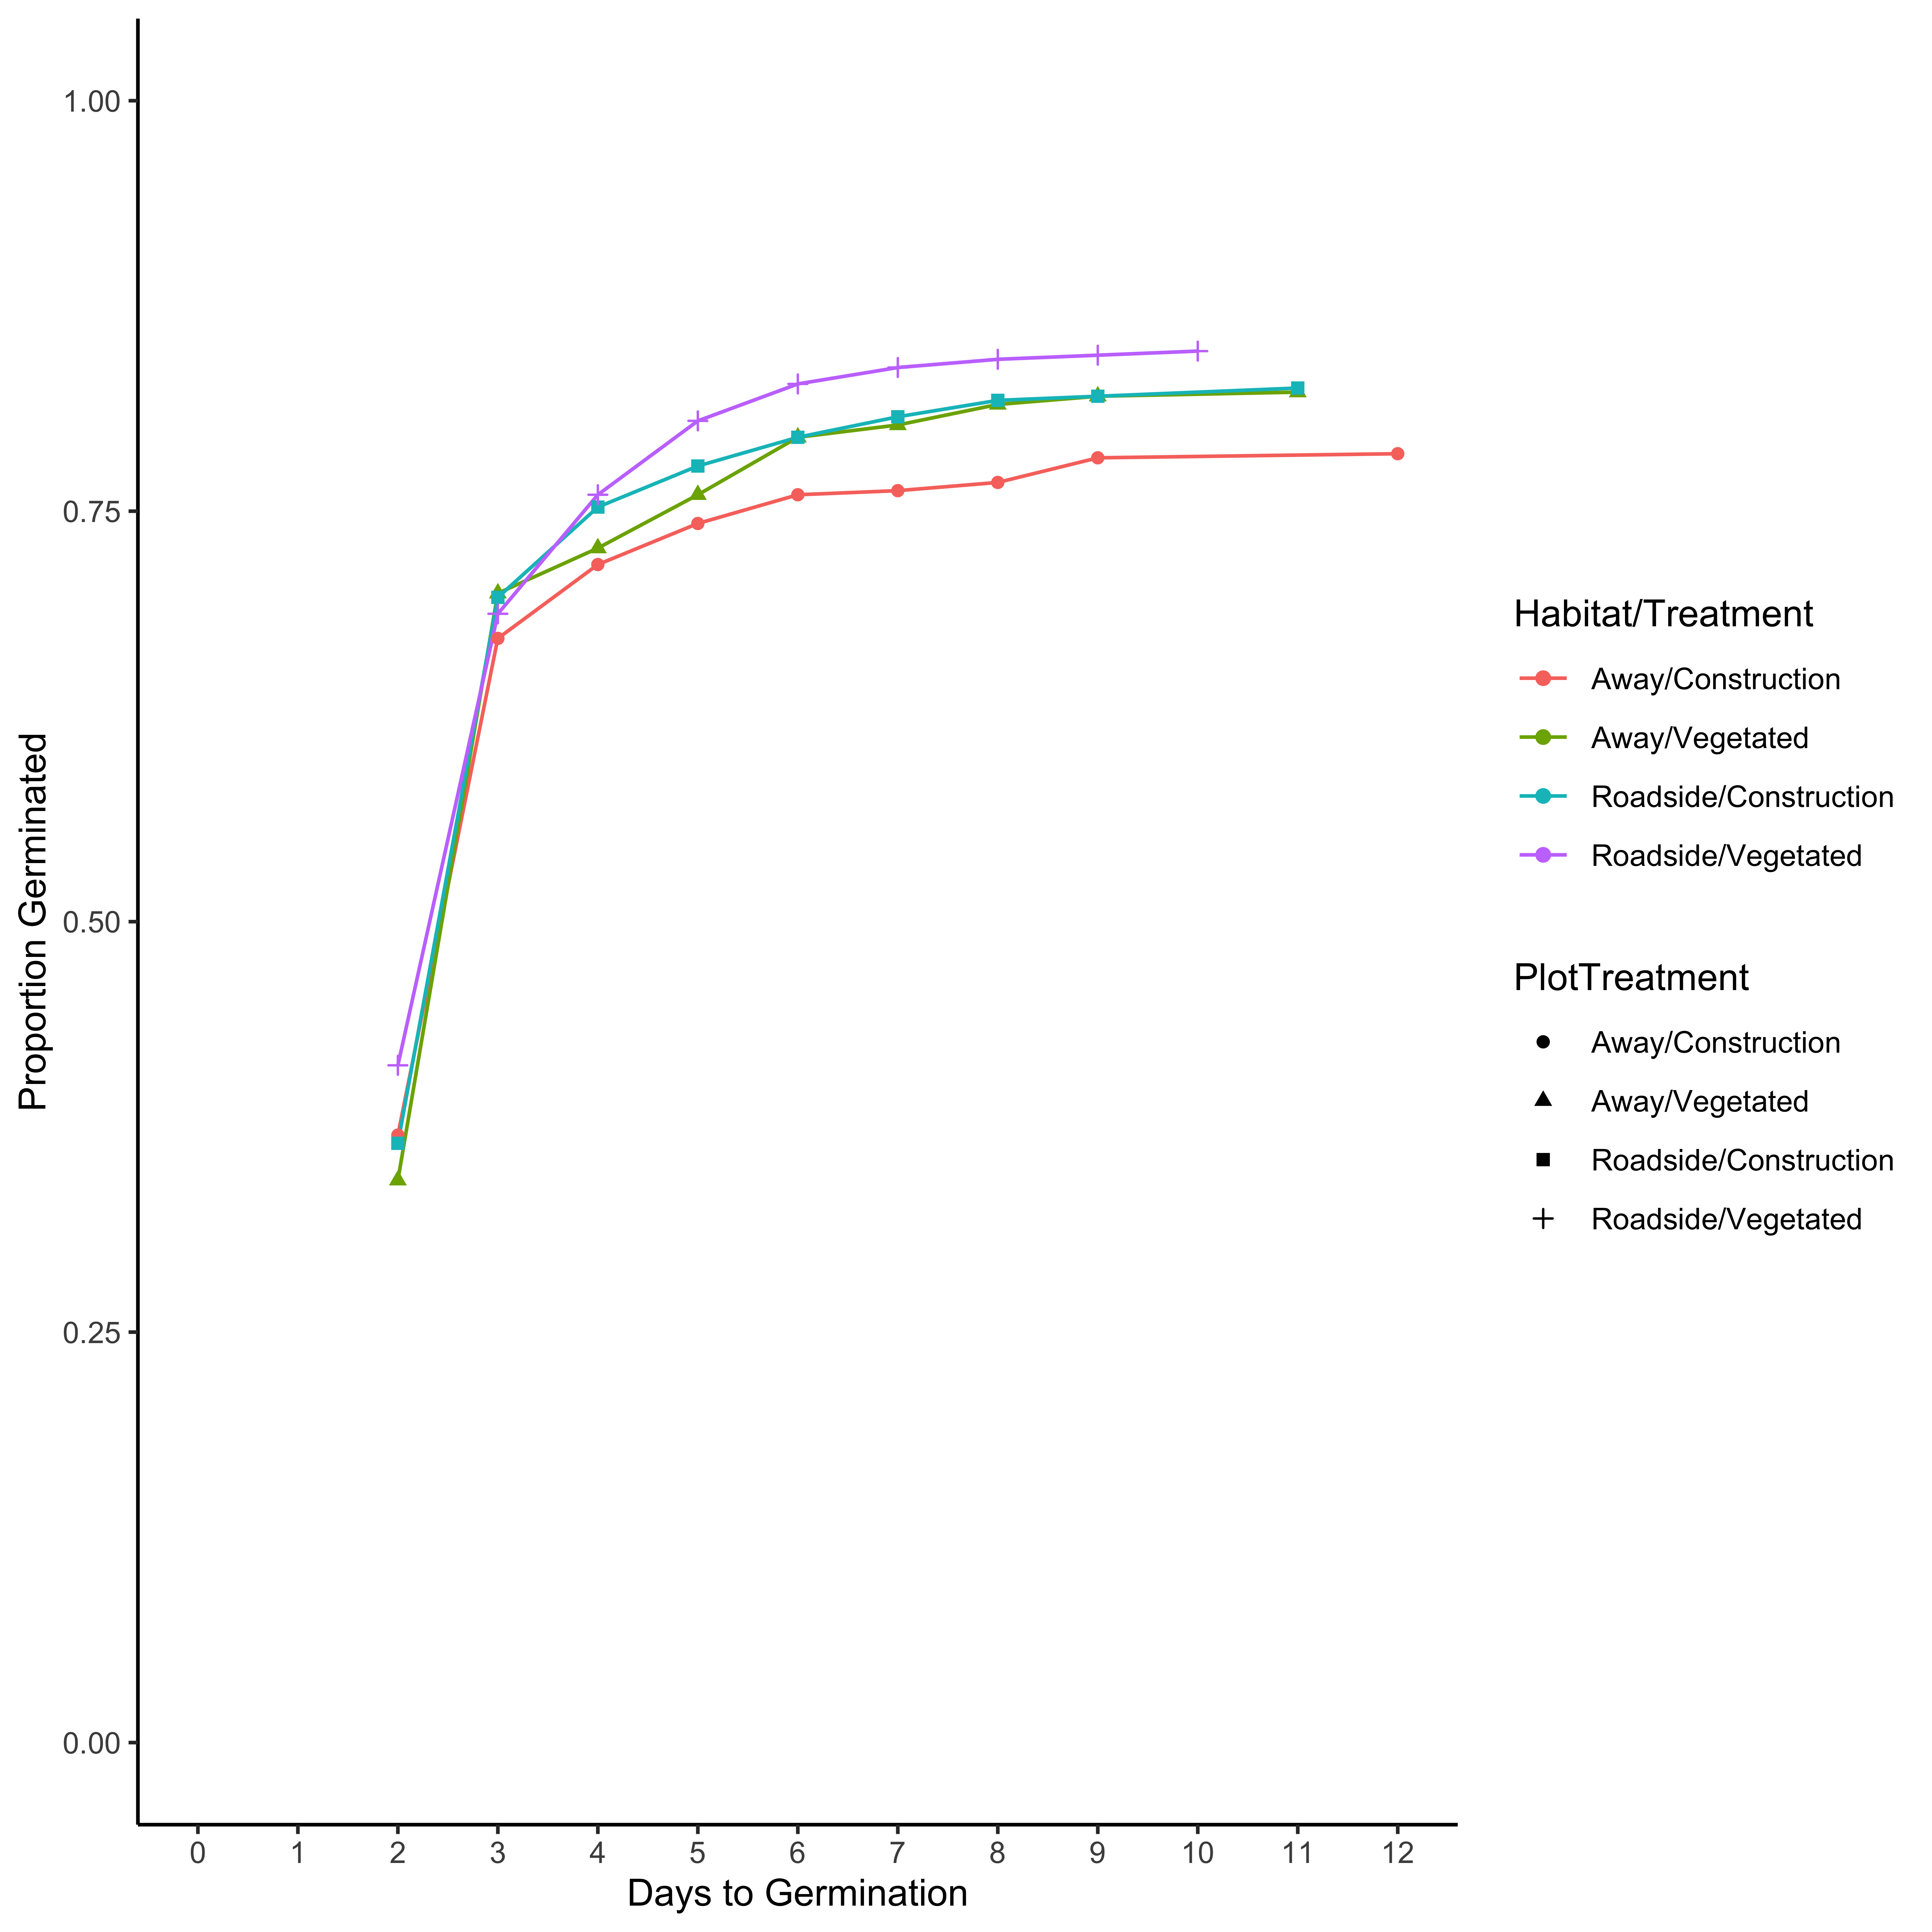 Proportion Germinated
1.00
0.75
0.50
0.25
0.00
0 1 2 3 4 5 6 7 8 9 10 11 12
Days to Germination
Habitat/Treatment
Away/Construction
Away/Vegetated
Roadside/Construction
Roadside/Vegetated
PlotTreatment
Away/Construction
Away/Vegetated
Roadside/Construction
Roadside/Vegetated